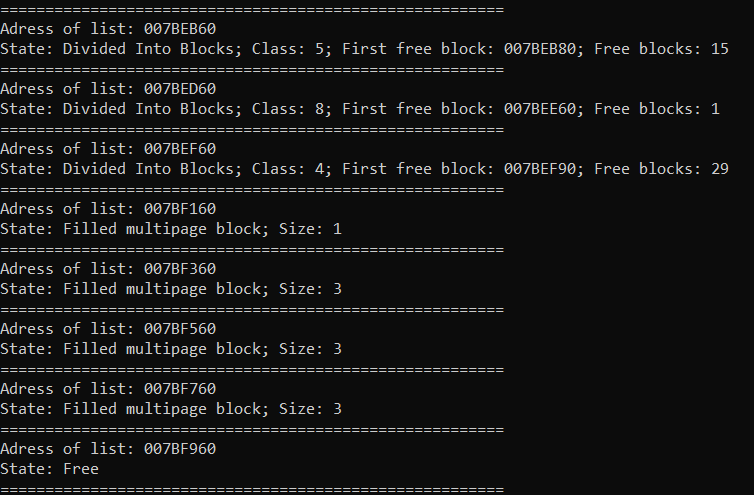 ========================================================
Adress of list: 007BEB60
State: Divided Into Blocks; Class: 5; First free block: 007BEB80; Free blocks: 15
========================================================
Adress of list: 007BED60
State: Divided Into Blocks; Class: 8; First free block: 007BEE60; Free blocks: 1
========================================================
Adress of list: 007BEF60
State: Divided Into Blocks; Class: 4; First free block: 007BEF90; Free blocks: 29
========================================================
Adress of list: 007BF160
State: Filled multipage block; Size: 1
========================================================
Adress of list: 007BF360
State: Filled multipage block; Size: 3
========================================================
Adress of list: 007BF560
State: Filled multipage block; Size: 3
========================================================
Adress of list: 007BF760
State: Filled multipage block; Size: 3
========================================================
Adress of list: 007BF960
State: Free
========================================================